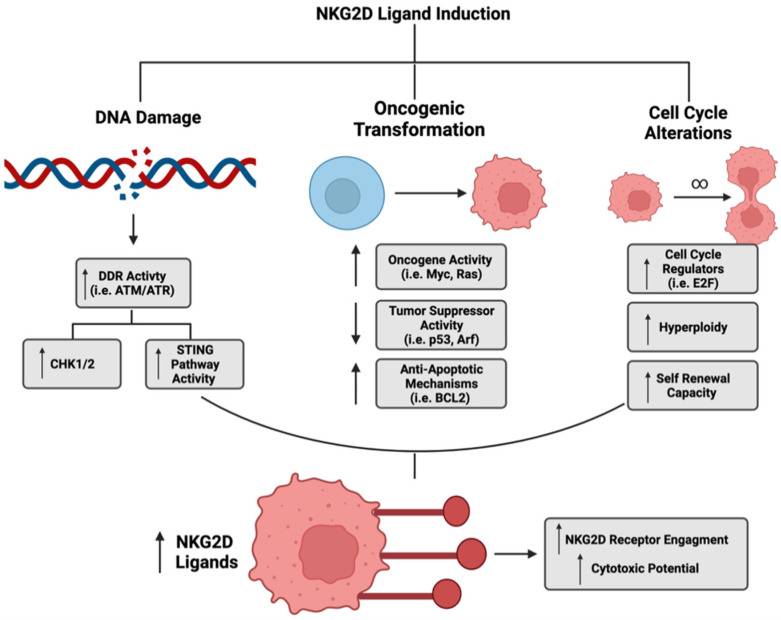 NKG2D Ligand Induction
DNA Damage
Oncogenic
Transformation
Cell Cycle
Alterations
∞
DDR Activty
(i.e. ATM/ATR)
CHK1/2
STING
Pathway
Activity
Oncogene Activity
(i.e. Myc, Ras)
Tumor Suppressor
Activity
(i.e. p53, Arf)
Anti-Apoptotic
Mechanisms
(i.e. BCL2)
Cell Cycle
Regulators
(i.e. E2F)
Hyperploidy
Self Renewal
Capacity
NKG2D
Ligands
NKG2D Receptor Engagment
Cytotoxic Potential